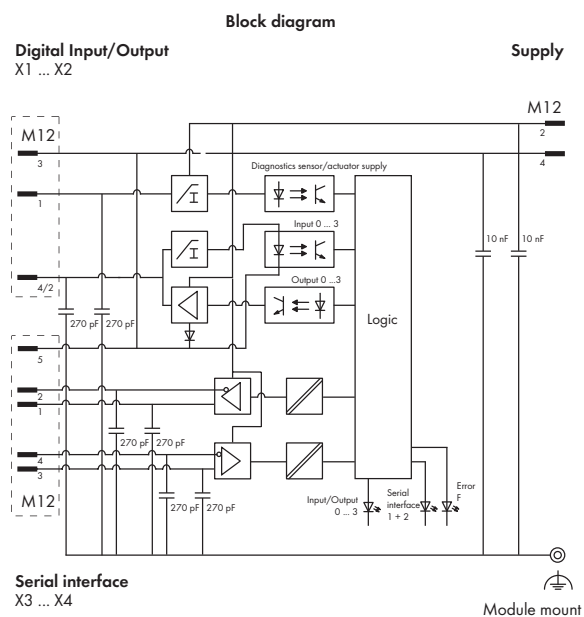 Block diagram
Digital Input/Output
X1 ... X2
Supply
M12
2
4
M12
3
1
4/2
Diagnostics sensor/actuator supply
Input 0 ... 3
Output 0 ...3
Logic
10 nF
10 nF
270 pF
270 pF
5
2
1
4
3
M12
270 pF
270 pF
270 pF
270 pF
Input/Output
0 ... 3
Serial
interface
1 + 2
Error
F
Serial interface
X3 ... X4
Module mount